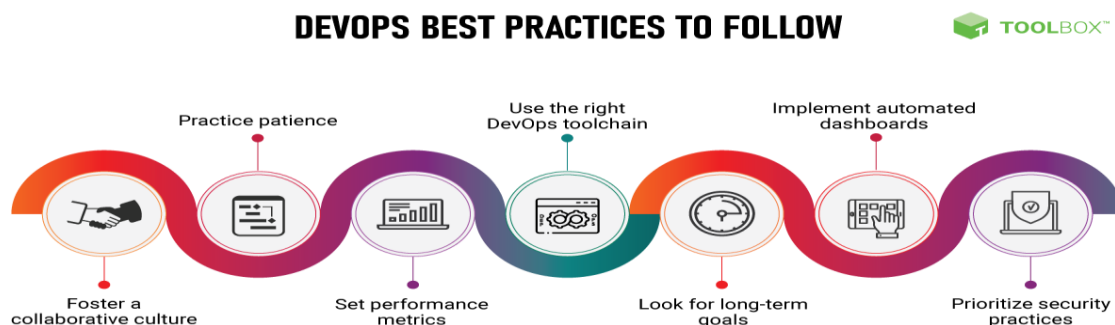 DEVOPS BEST PRACTICES TO FOLLOW
TOOLBOX™
Foster a
collaborative culture
Practice patience
Set performance
metrics
Use the right
DevOps toolchain
Look for long-term
goals
Implement automated
dashboards
Prioritize security
practices